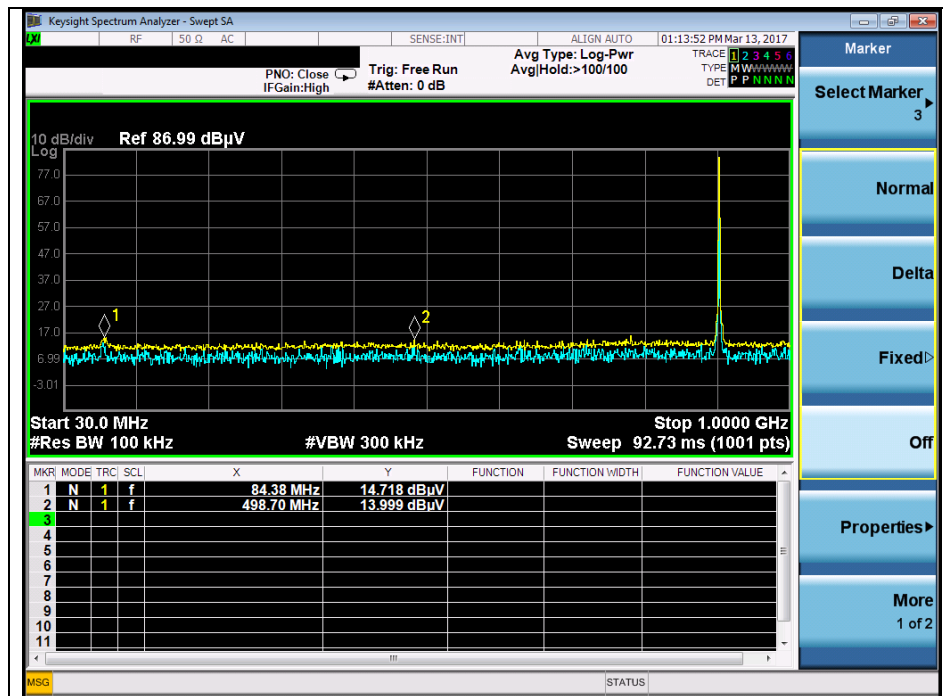 Keysight Spectrum Analyzer - Swept SA
LXI RF 50 Ω AC SENSE:INT ALIGN AUTO 01:13:52 PM Mar 13, 2017
PNO: Close
IFGain:High
Trig: Free Run
#Atten: 0 dB
Avg Type: Log-Pwr
Avg|Hold:>100/100
TRACE 1 2 3 4 5 6
TYPE M WWWWW
DET P P N N N N
10 dB/div Ref 86.99 dBµV
Log
77.0
67.0
57.0
47.0
37.0
27.0
17.0
6.99
-3.01
1
2
Start 30.0 MHz Stop 1.0000 GHz
#Res BW 100 kHz #VBW 300 kHz Sweep 92.73 ms (1001 pts)
MKR MODE TRC SCL X Y FUNCTION FUNCTION WIDTH FUNCTION VALUE
1 N 1 f 84.38 MHz 14.718 dBµV
2 N 1 f 498.70 MHz 13.999 dBµV
3
4
5
6
7
8
9
10
11
MSG STATUS
Marker
Select Marker
3
Normal
Delta
Fixed
Off
Properties
More
1 of 2